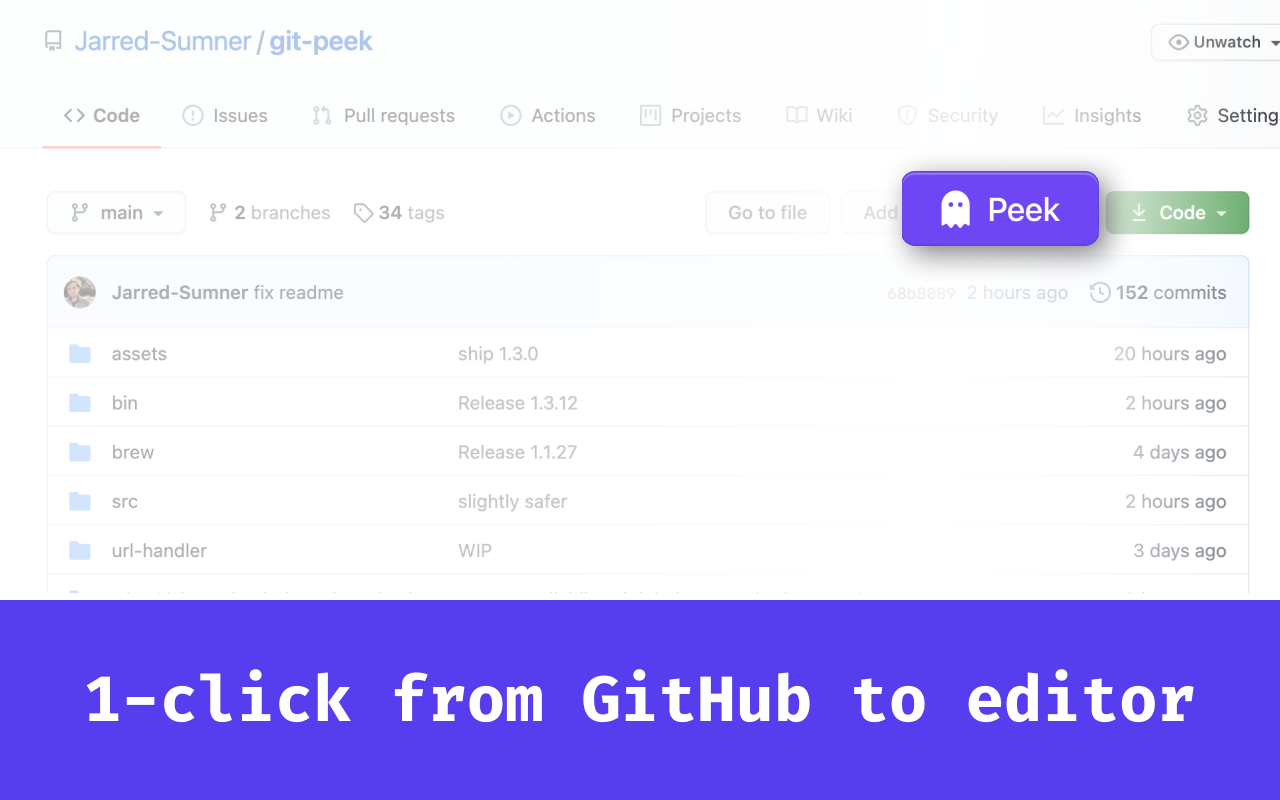 Jarred-Sumner / git-peek
Unwatch
Code Issues Pull requests Actions Projects Wiki Security Insights Setting
main 2 branches 34 tags Go to file Add Peek Code
Jarred-Sumner fix readme 68b8089 2 hours ago 152 commits
assets ship 1.3.0 20 hours ago
bin Release 1.3.12 2 hours ago
brew Release 1.1.27 4 days ago
src slightly safer 2 hours ago
url-handler WIP 3 days ago
1-click from GitHub to editor